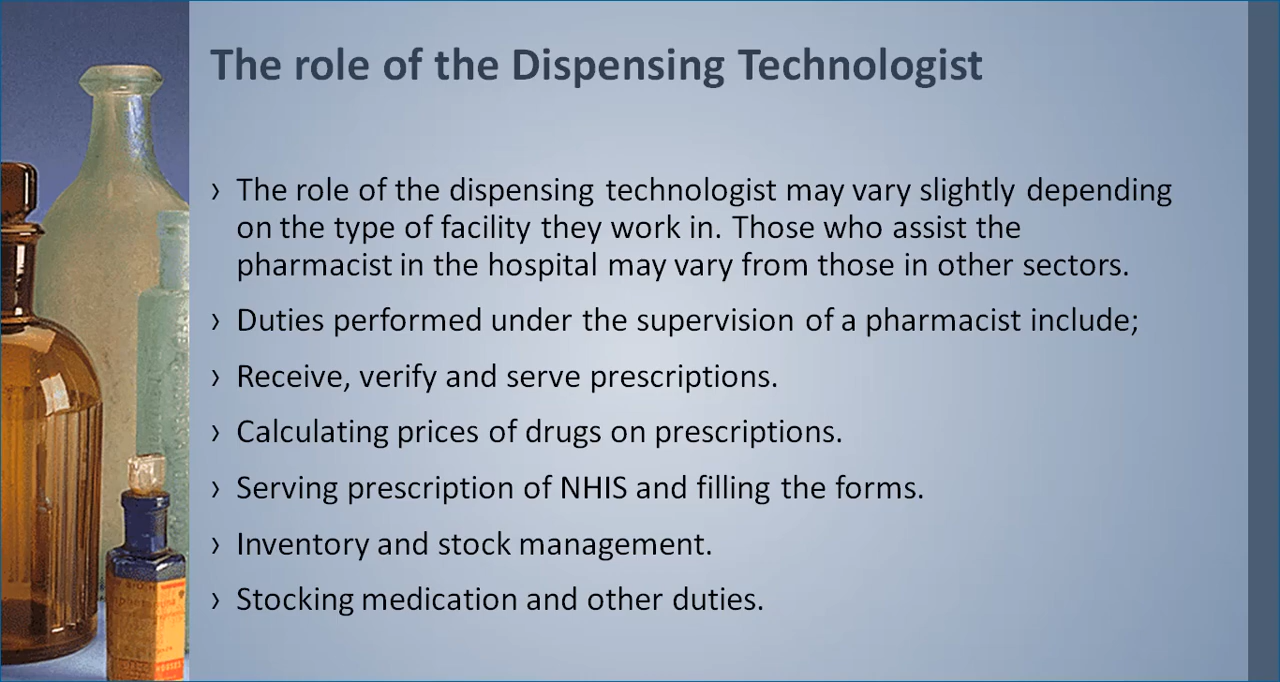 The role of the Dispensing Technologist
› The role of the dispensing technologist may vary slightly depending
on the type of facility they work in. Those who assist the
pharmacist in the hospital may vary from those in other sectors.
› Duties performed under the supervision of a pharmacist include;
› Receive, verify and serve prescriptions.
› Calculating prices of drugs on prescriptions.
› Serving prescription of NHIS and filling the forms.
› Inventory and stock management.
› Stocking medication and other duties.